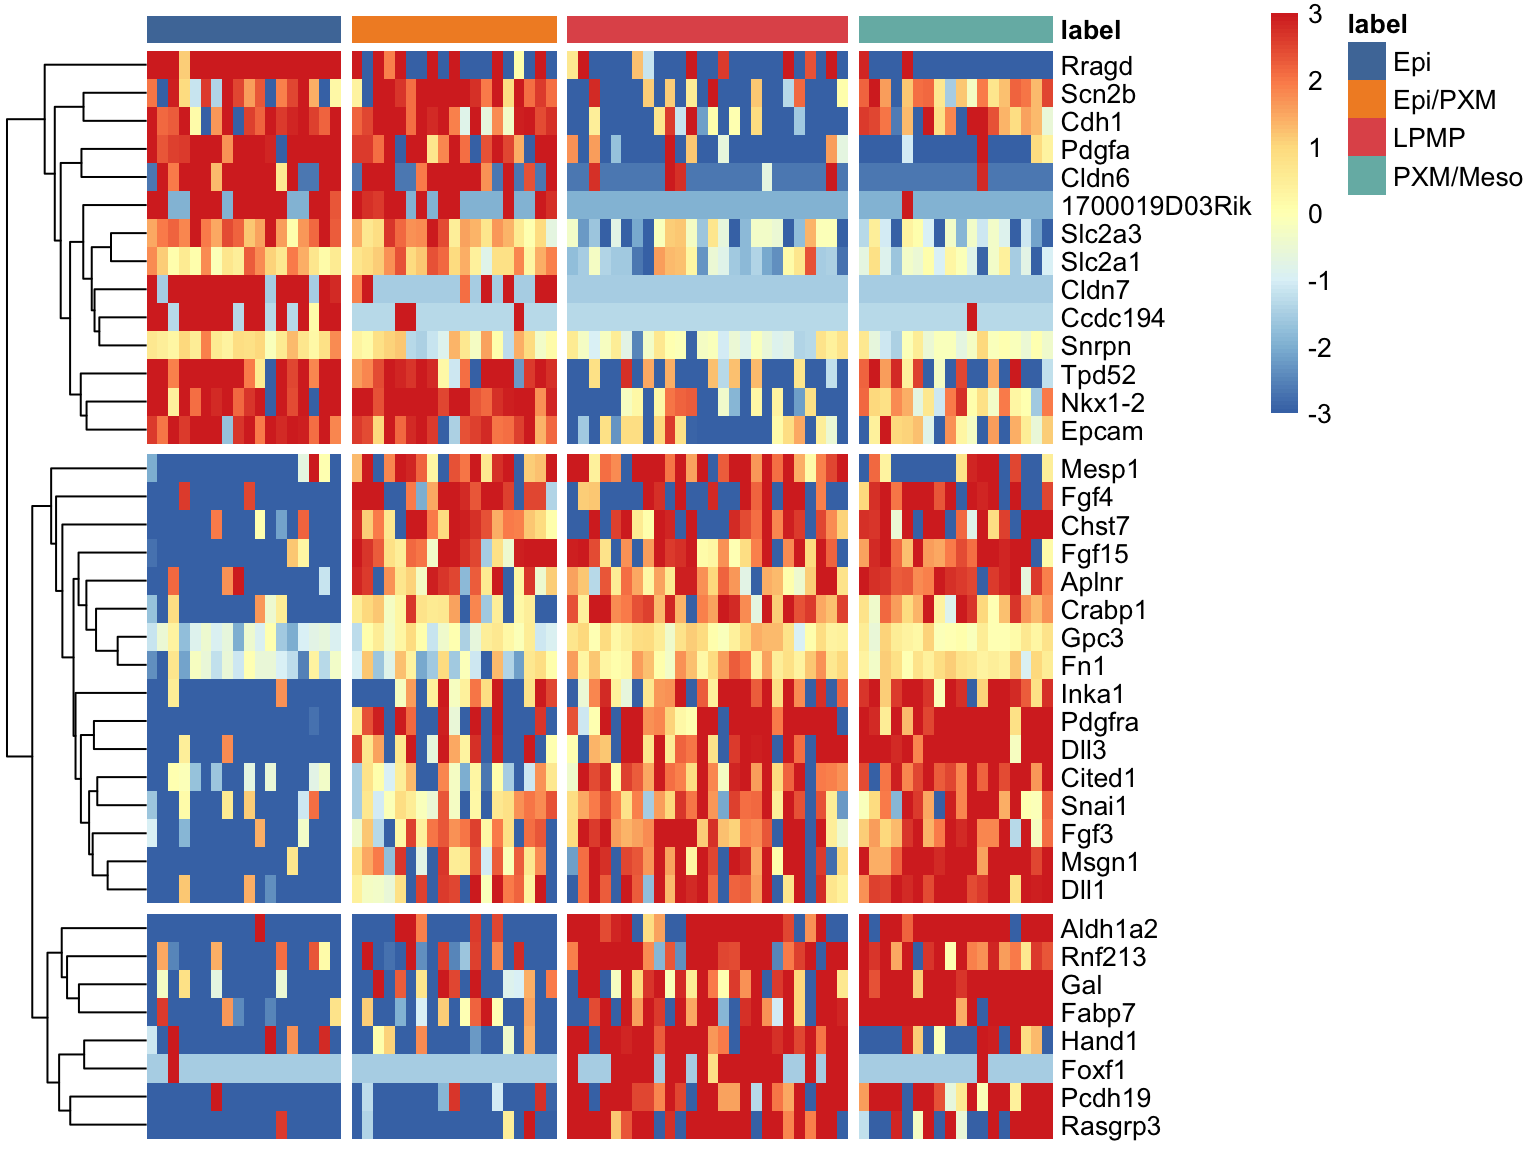 label
Rragd
Scn2b
Cdh1
Pdgfa
Cldn6
1700019D03Rik
Slc2a3
Slc2a1
Cldn7
Ccdc194
Snrpn
Tpd52
Nkx1-2
Epcam
Mesp1
Fgf4
Chst7
Fgf15
Aplnr
Crabp1
Gpc3
Fn1
Inka1
Pdgfra
Dll3
Cited1
Snai1
Fgf3
Msgn1
Dll1
Aldh1a2
Rnf213
Gal
Fabp7
Hand1
Foxf1
Pcdh19
Rasgrp3
3
2
1
0
-1
-2
-3
label
Epi
Epi/PXM
LPMP
PXM/Meso